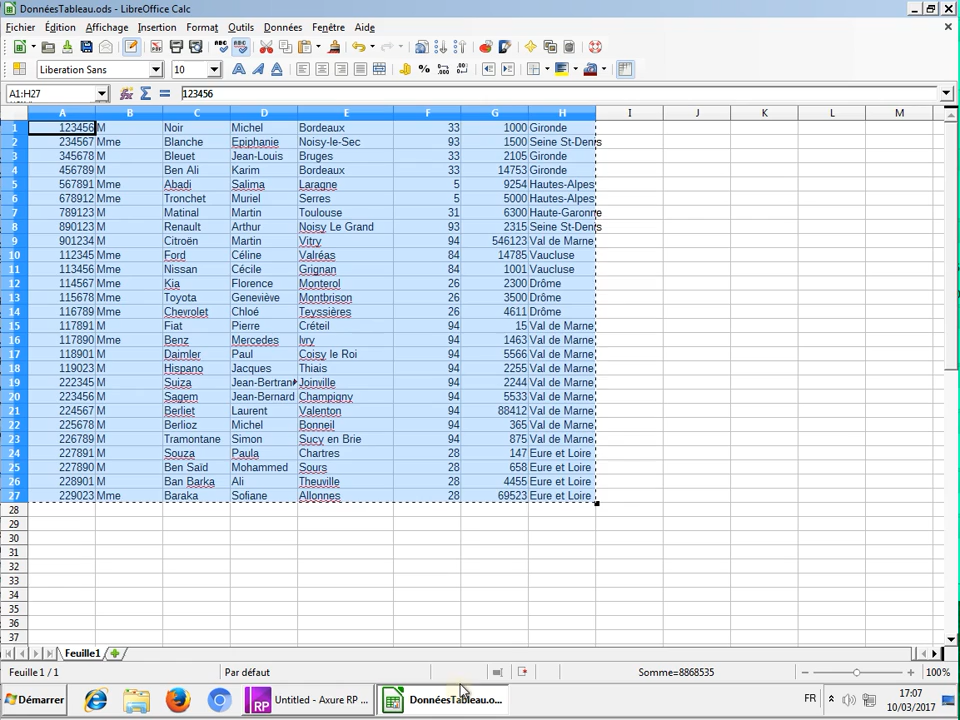 DonnéesTableau.ods - LibreOffice Calc
Fichier Édition Affichage Insertion Format Outils Données Fenêtre Aide
Liberation Sans 10
A1:H27 123456
A B C D E F G H I J K L M
1 123456 M Noir Michel Bordeaux 33 1000 Gironde
2 234567 Mme Blanche Epiphanie Noisy-le-Sec 93 1500 Seine St-Denis
3 345678 M Bleuet Jean-Louis Bruges 33 2105 Gironde
4 456789 M Ben Ali Karim Bordeaux 33 14753 Gironde
5 567891 Mme Abadi Salima Laragne 5 9254 Hautes-Alpes
6 678912 Mme Tronchet Muriel Serres 5 5000 Hautes-Alpes
7 789123 M Matinal Martin Toulouse 31 6300 Haute-Garonne
8 890123 M Renault Arthur Noisy Le Grand 93 2315 Seine St-Denis
9 901234 M Citroën Martin Vitry 94 546123 Val de Marne
10 112345 Mme Ford Céline Valréas 84 14785 Vaucluse
11 113456 Mme Nissan Cécile Grignan 84 1001 Vaucluse
12 114567 Mme Kia Florence Monterol 26 2300 Drôme
13 115678 Mme Toyota Geneviève Montbrison 26 3500 Drôme
14 116789 Mme Chevrolet Chloé Teyssières 26 4611 Drôme
15 117891 M Fiat Pierre Créteil 94 15 Val de Marne
16 117890 Mme Benz Mercedes Ivry 94 1463 Val de Marne
17 118901 M Daimler Paul Coisy le Roi 94 5566 Val de Marne
18 119023 M Hispano Jacques Thiais 94 2255 Val de Marne
19 222345 M Suiza Jean-Bertran Joinville 94 2244 Val de Marne
20 223456 M Sagem Jean-Bernard Champigny 94 5533 Val de Marne
21 224567 M Berliet Laurent Valenton 94 88412 Val de Marne
22 225678 M Berlioz Michel Bonneil 94 365 Val de Marne
23 226789 M Tramontane Simon Sucy en Brie 94 875 Val de Marne
24 227891 M Souza Paula Chartres 28 147 Eure et Loire
25 227890 M Ben Saïd Mohammed Sours 28 658 Eure et Loire
26 228901 M Ban Barka Ali Theuville 28 4455 Eure et Loire
27 229023 Mme Baraka Sofiane Allonnes 28 69523 Eure et Loire
28
29
30
31
32
33
34
35
36
37
Feuille1
Feuille 1 / 1 Par défaut Somme=8868535 100%
Démarrer Untitled - Axure RP ... DonnéesTableau.o... FR 17:07
10/03/2017